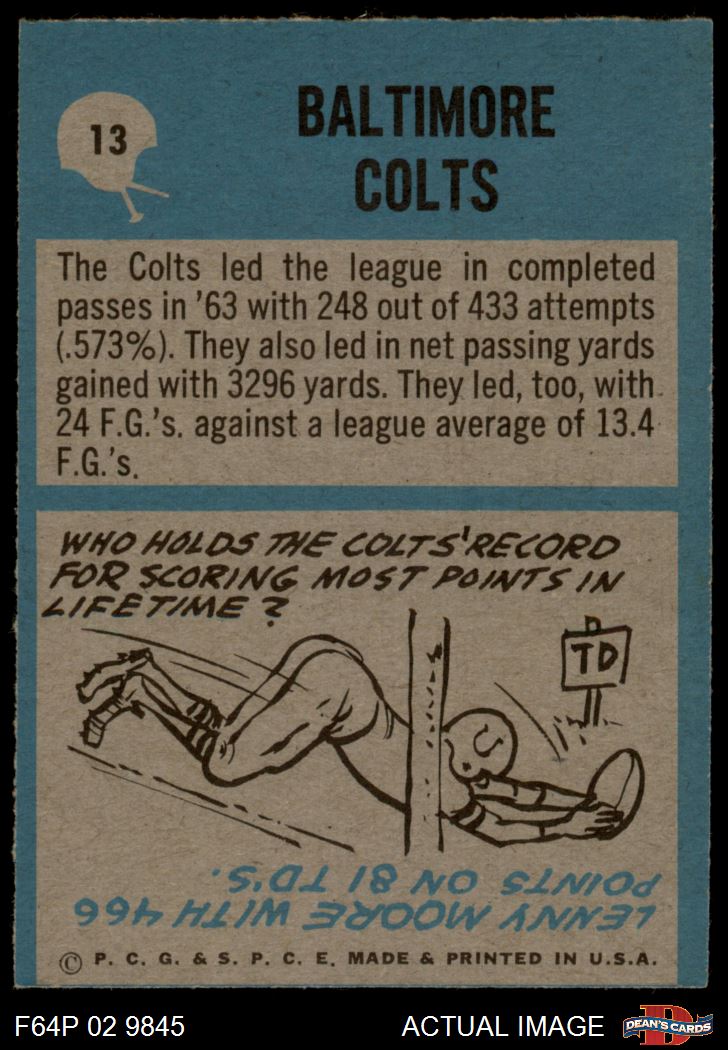 13
BALTIMORE
COLTS
The Colts led the league in completed
passes in '63 with 248 out of 433 attempts
(.573%). They also led in net passing yards
gained with 3296 yards. They led, too, with
24 F.G.'s. against a league average of 13.4
F.G.'s.
WHO HOLDS THE COLTS' RECORD
FOR SCORING MOST POINTS IN
LIFETIME?
TD
LENNY MOORE WITH 466
POINTS ON 81 TD'S.
© P. C. G. & S. P. C. E. MADE & PRINTED IN U.S.A.
F64P 02 9845
ACTUAL IMAGE
D
DEAN'S CARDS